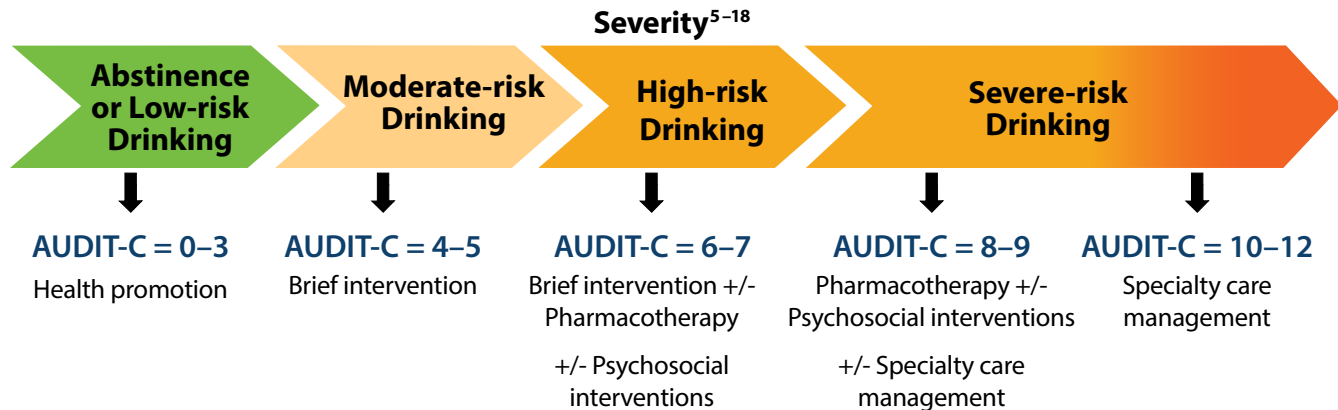 Severity5–18
Abstinence
or Low-risk
Drinking
Moderate-risk
Drinking
High-risk
Drinking
Severe-risk
Drinking
AUDIT-C = 0–3
Health promotion
AUDIT-C = 4–5
Brief intervention
AUDIT-C = 6–7
Brief intervention +/-
Pharmacotherapy
+/- Psychosocial
interventions
AUDIT-C = 8–9
Pharmacotherapy +/-
Psychosocial interventions
+/- Specialty care
management
AUDIT-C = 10–12
Specialty care
management